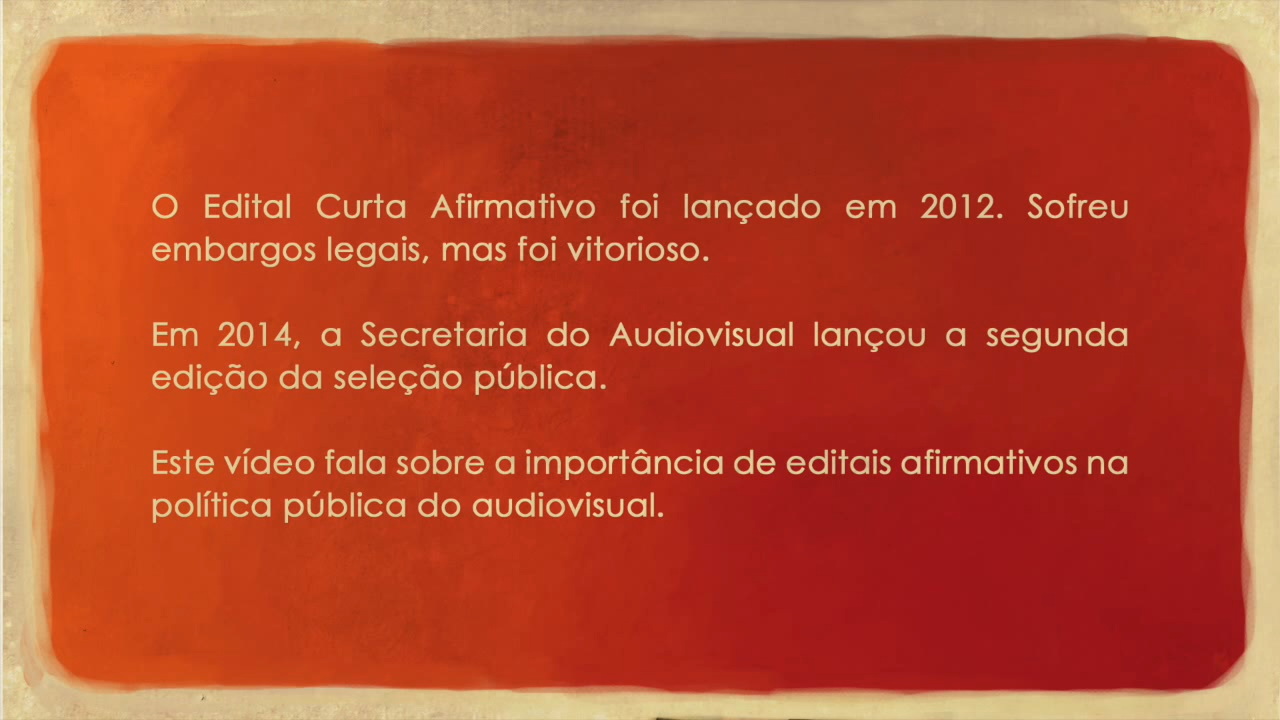 O Edital Curta Afirmativo foi lançado em 2012. Sofreu
embargos legais, mas foi vitorioso.
Em 2014, a Secretaria do Audiovisual lançou a segunda
edição da seleção pública.
Este vídeo fala sobre a importância de editais afirmativos na
política pública do audiovisual.